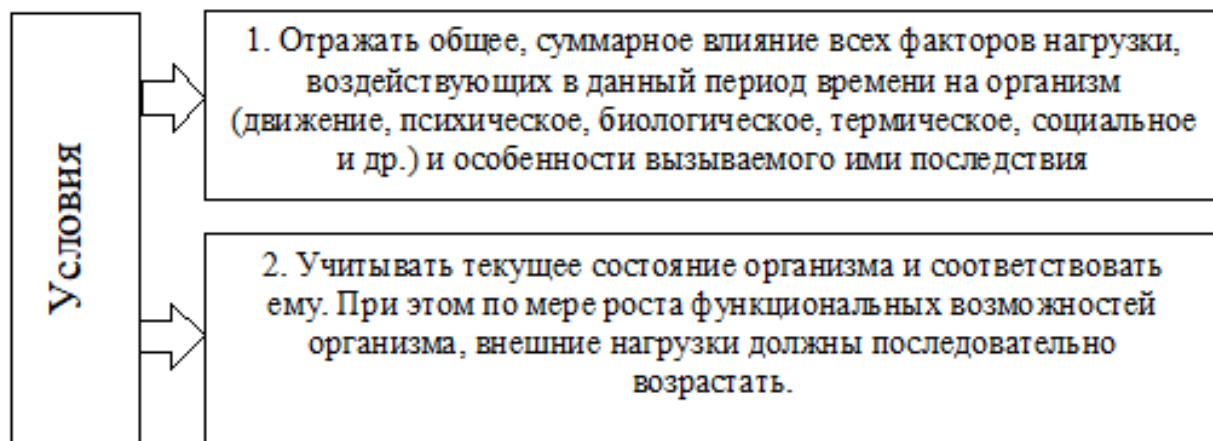 Условия
1. Отражать общее, суммарное влияние всех факторов нагрузки,
воздействующих в данный период времени на организм
(движение, психическое, биологическое, термическое, социальное
и др.) и особенности вызываемого ими последствия
2. Учитывать текущее состояние организма и соответствовать
ему. При этом по мере роста функциональных возможностей
организма, внешние нагрузки должны последовательно
возрастать.